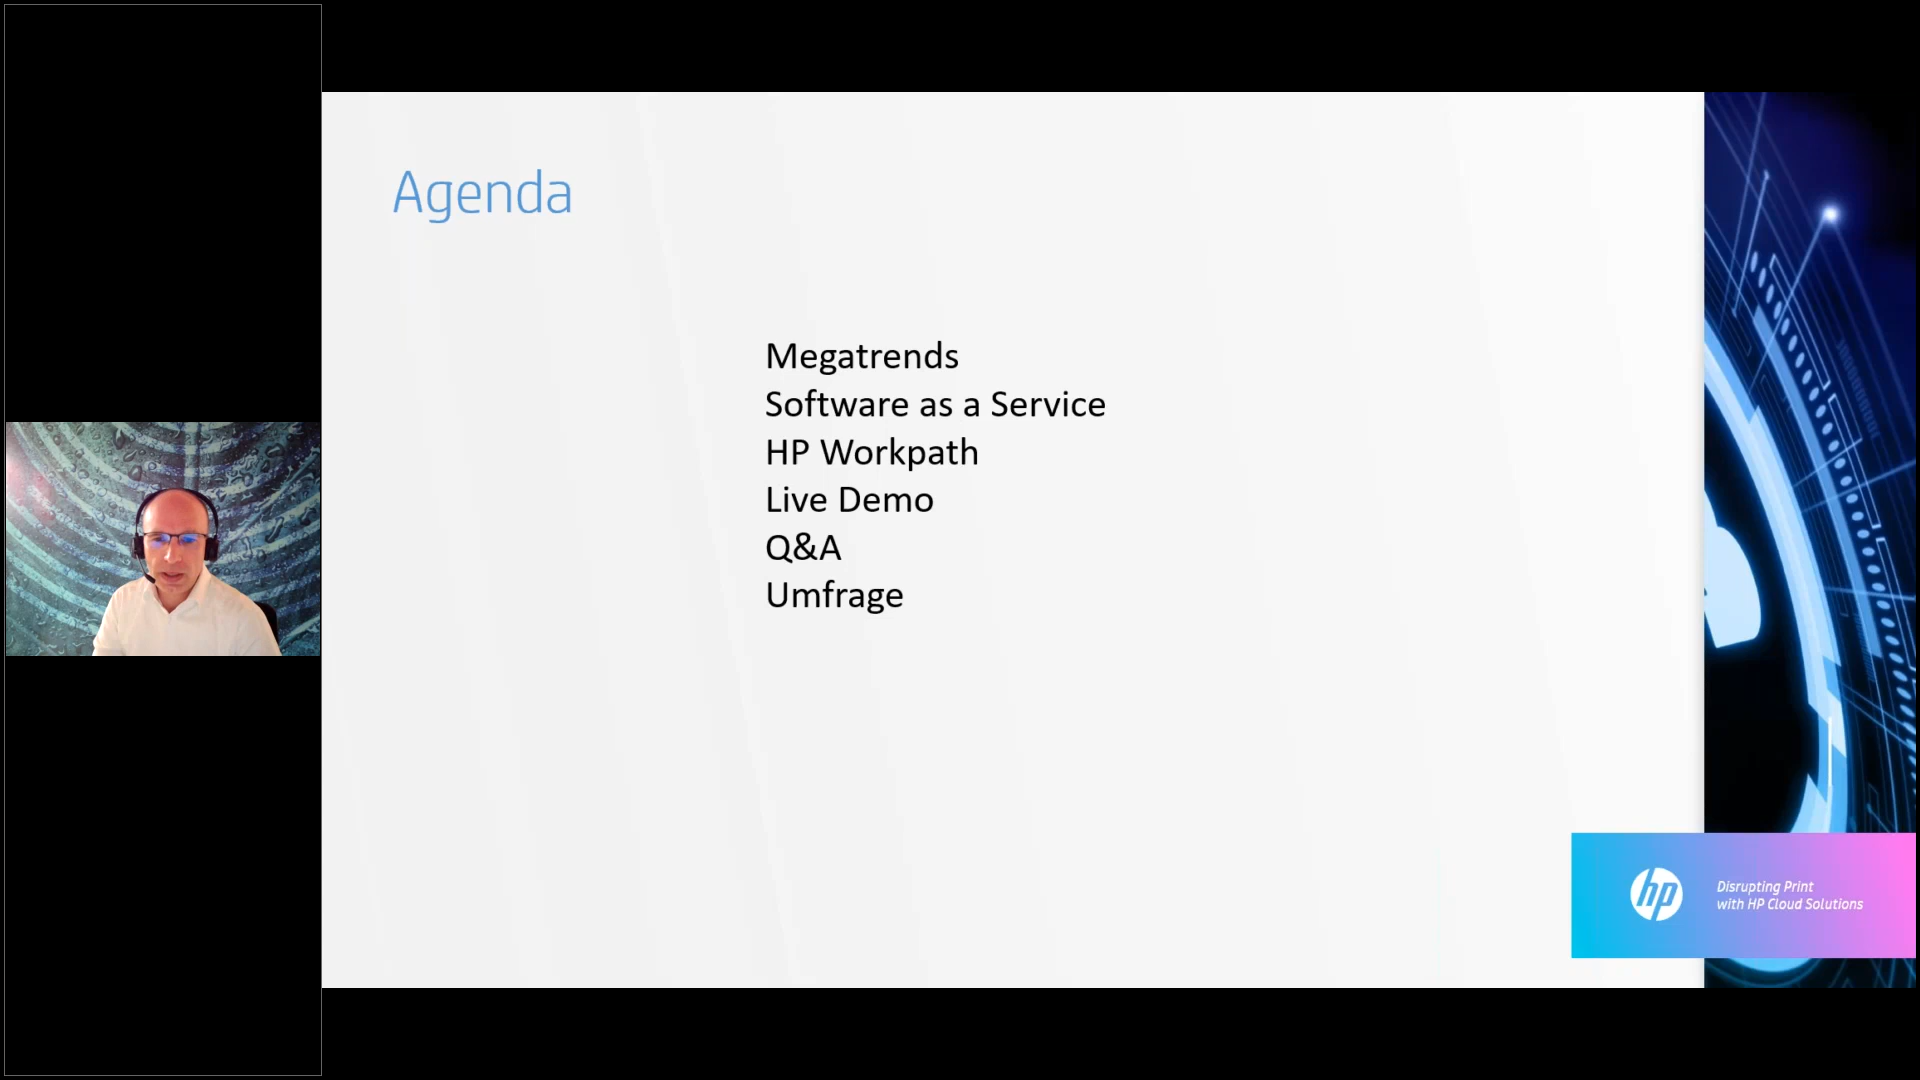 Agenda
Megatrends
Software as a Service
HP Workpath
Live Demo
Q&A
Umfrage
hp
Disrupting Print
with HP Cloud Solutions